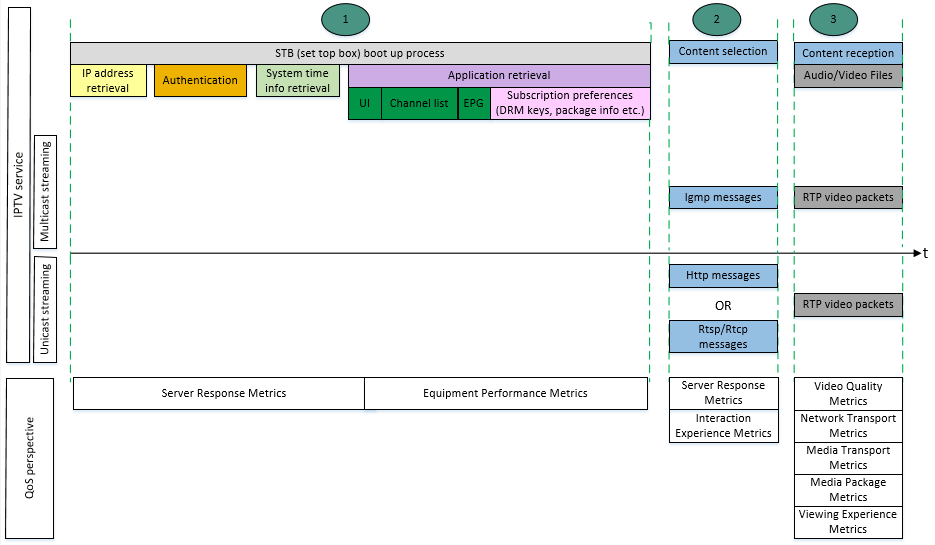 1
2
3
STB (set top box) boot up process
Content selection
Content reception
IP address
retrieval
Authentication
System time
info retrieval
Application retrieval
Audio/Video Files
UI
Channel list
EPG
Subscription preferences
(DRM keys, package info etc.)
IPTV service
Multicast streaming
Igmp messages
RTP video packets
t
Unicast streaming
Http messages
OR
RTP video packets
Rtsp/Rtcp
messages
QoS perspective
Server Response Metrics
Equipment Performance Metrics
Server Response
Metrics
Interaction
Experience Metrics
Video Quality
Metrics
Network Transport
Metrics
Media Transport
Metrics
Media Package
Metrics
Viewing Experience
Metrics